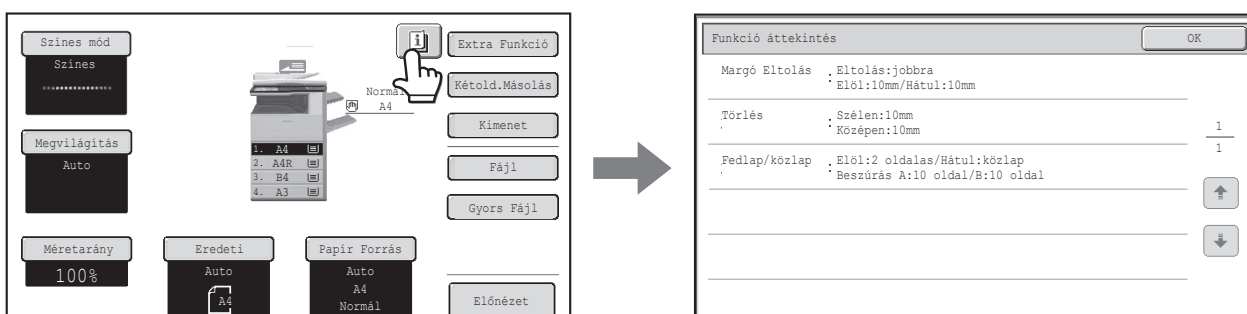 Színes mód
Színes
Megvilágítás
Auto
Méretarány
100%
Eredeti
Auto
A4
Papír Forrás
Auto
A4
Normál
Normál
A4
1. A4
2. A4R
3. B4
4. A3
Extra Funkció
Kétold.Másolás
Kimenet
Fájl
Gyors Fájl
Előnézet
Funkció áttekintés
OK
Margó Eltolás : Eltolás:jobbra
Elöl:10mm/Hátul:10mm
Törlés : Szélen:10mm
Középen:10mm
Fedlap/közlap : Elöl:2 oldalas/Hátul:közlap
Beszúrás A:10 oldal/B:10 oldal
1
1